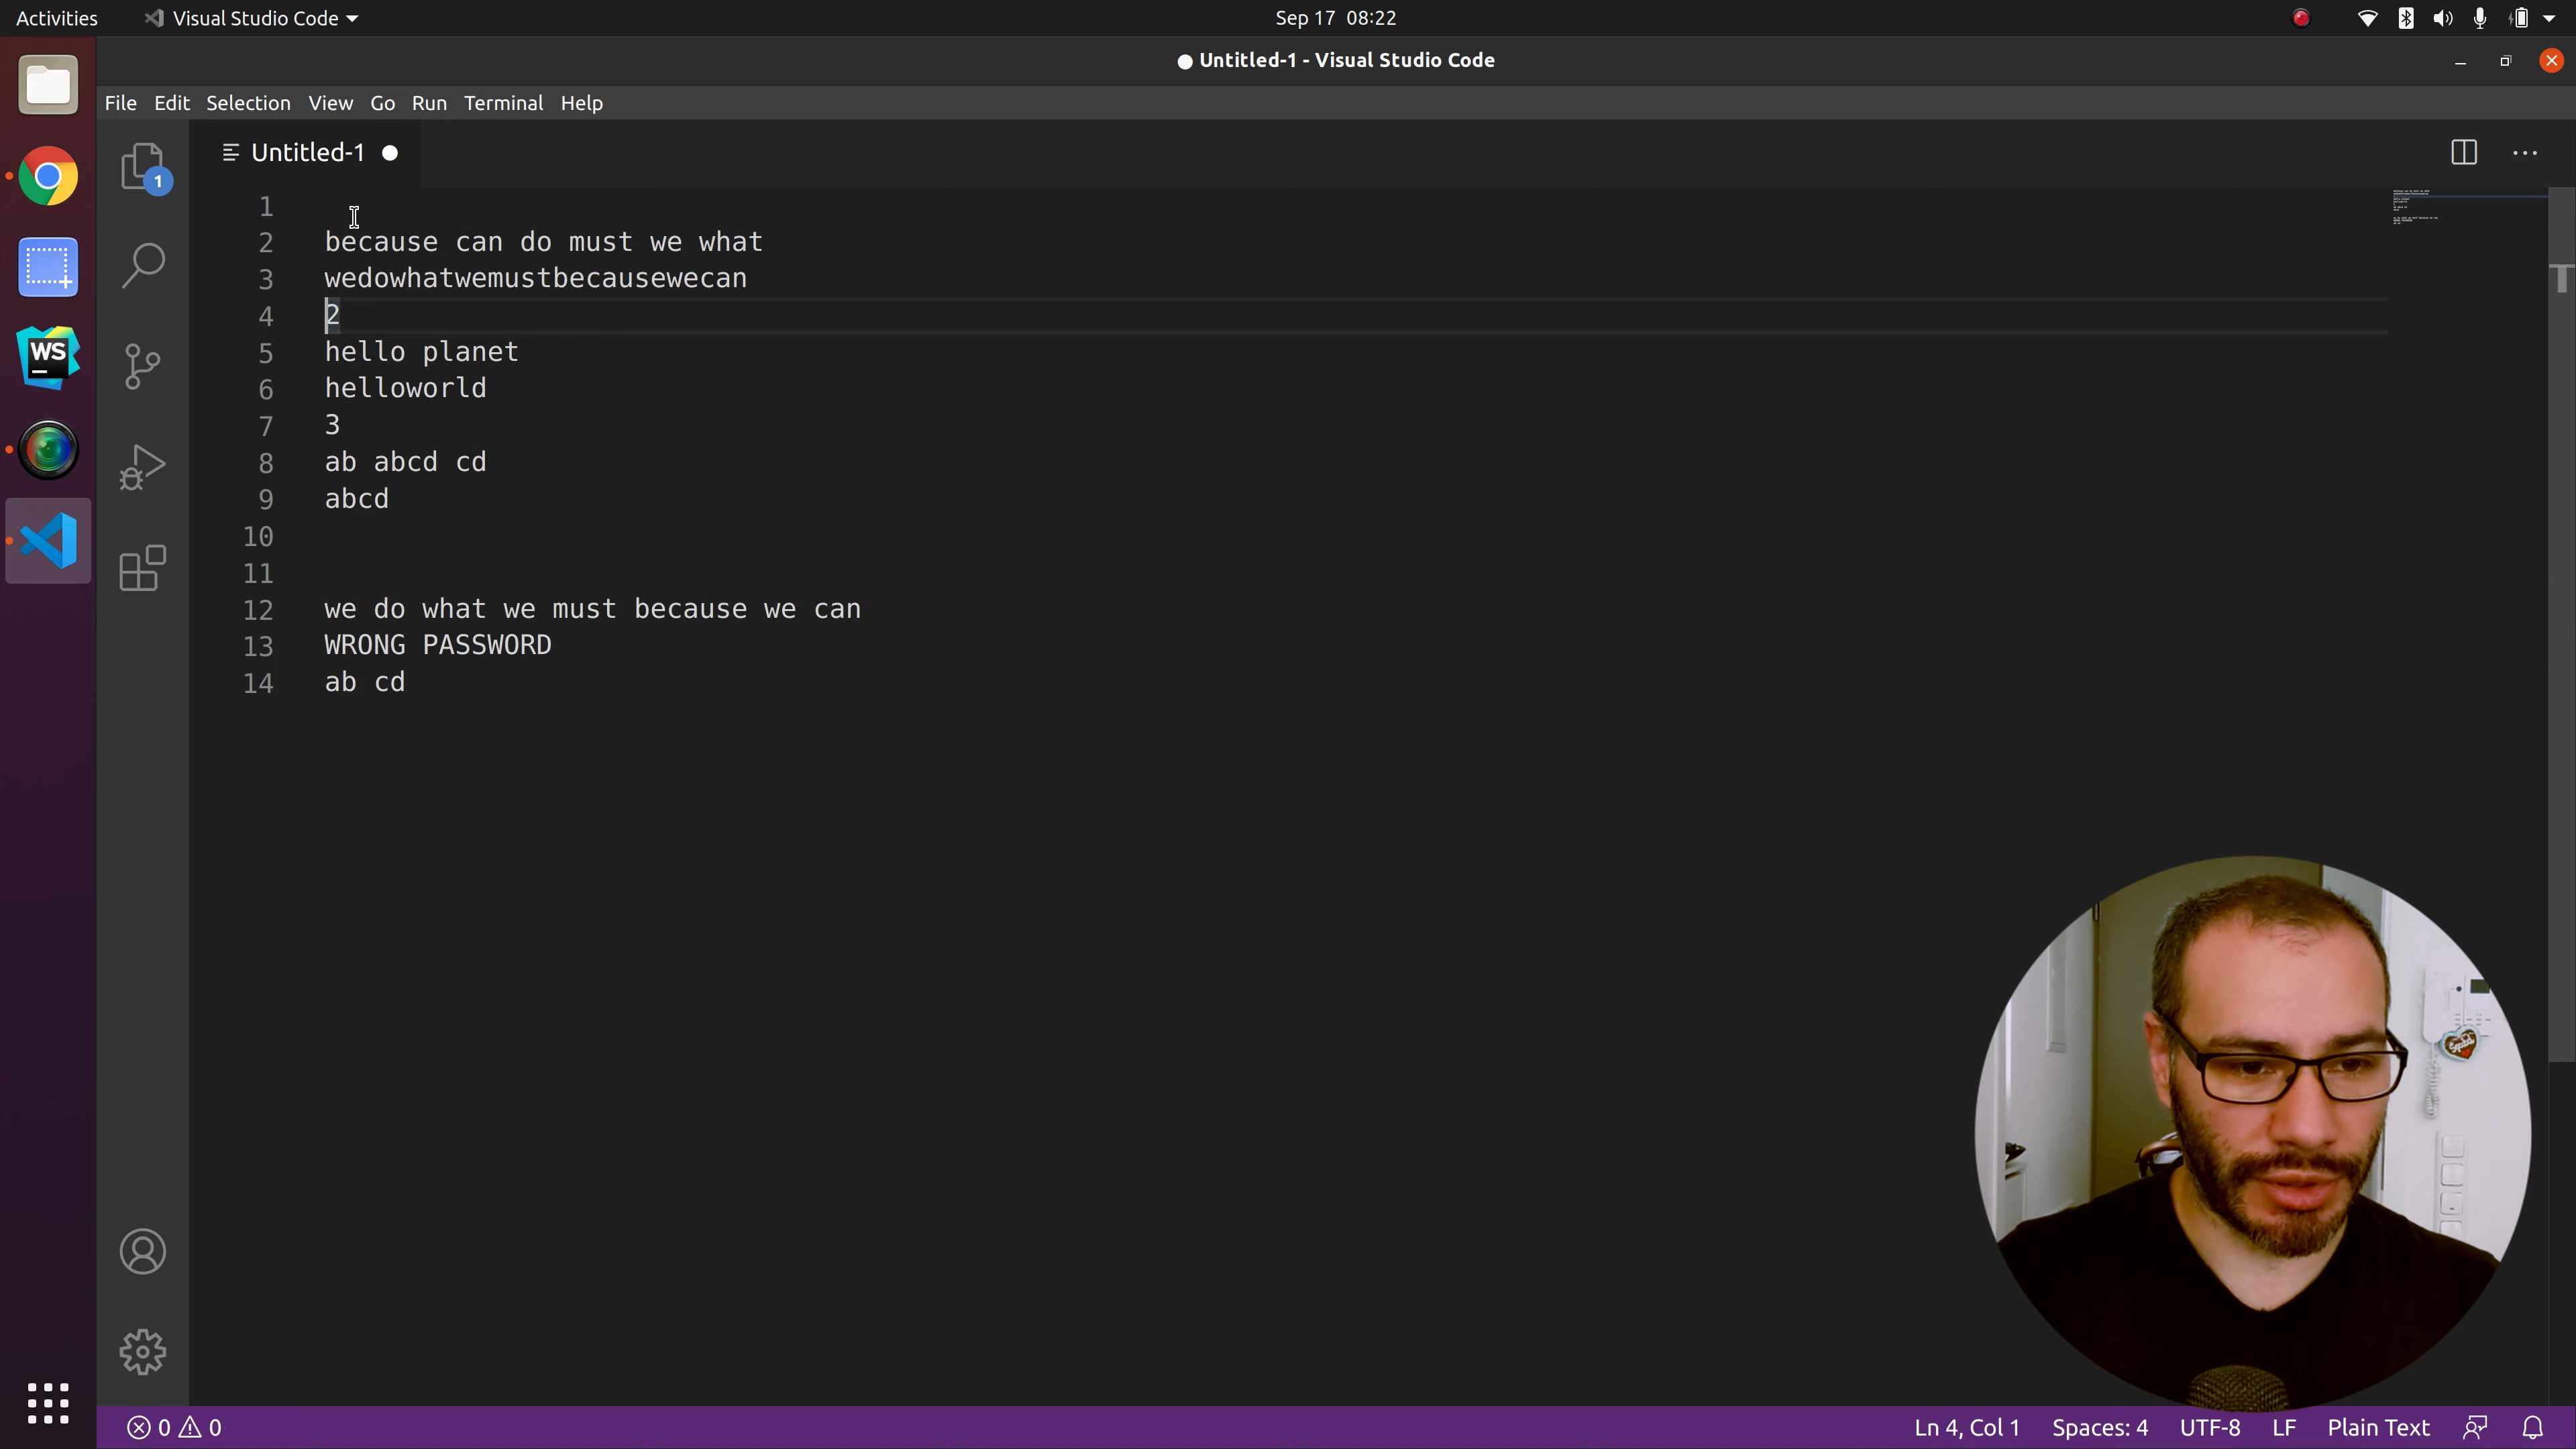 Activities Visual Studio Code Sep 17 08:22
Untitled-1 - Visual Studio Code
File Edit Selection View Go Run Terminal Help
1
Untitled-1
1
2 because can do must we what
3 wedowhatwemustbecausewecan
4 2
5 hello planet
6 helloworld
7 3
8 ab abcd cd
9 abcd
10
11
12 we do what we must because we can
13 WRONG PASSWORD
14 ab cd
WS
0 0 Ln 4, Col 1 Spaces: 4 UTF-8 LF Plain Text